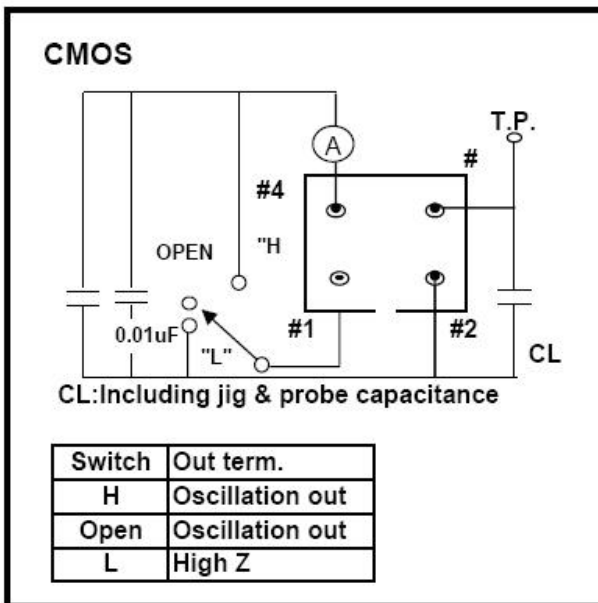 CMOS
T.P.
A
#
#4
OPEN
"H
0.01uF
"L"
#1
#2
CL
CL:Including jig & probe capacitance
Switch Out term.
H Oscillation out
Open Oscillation out
L High Z